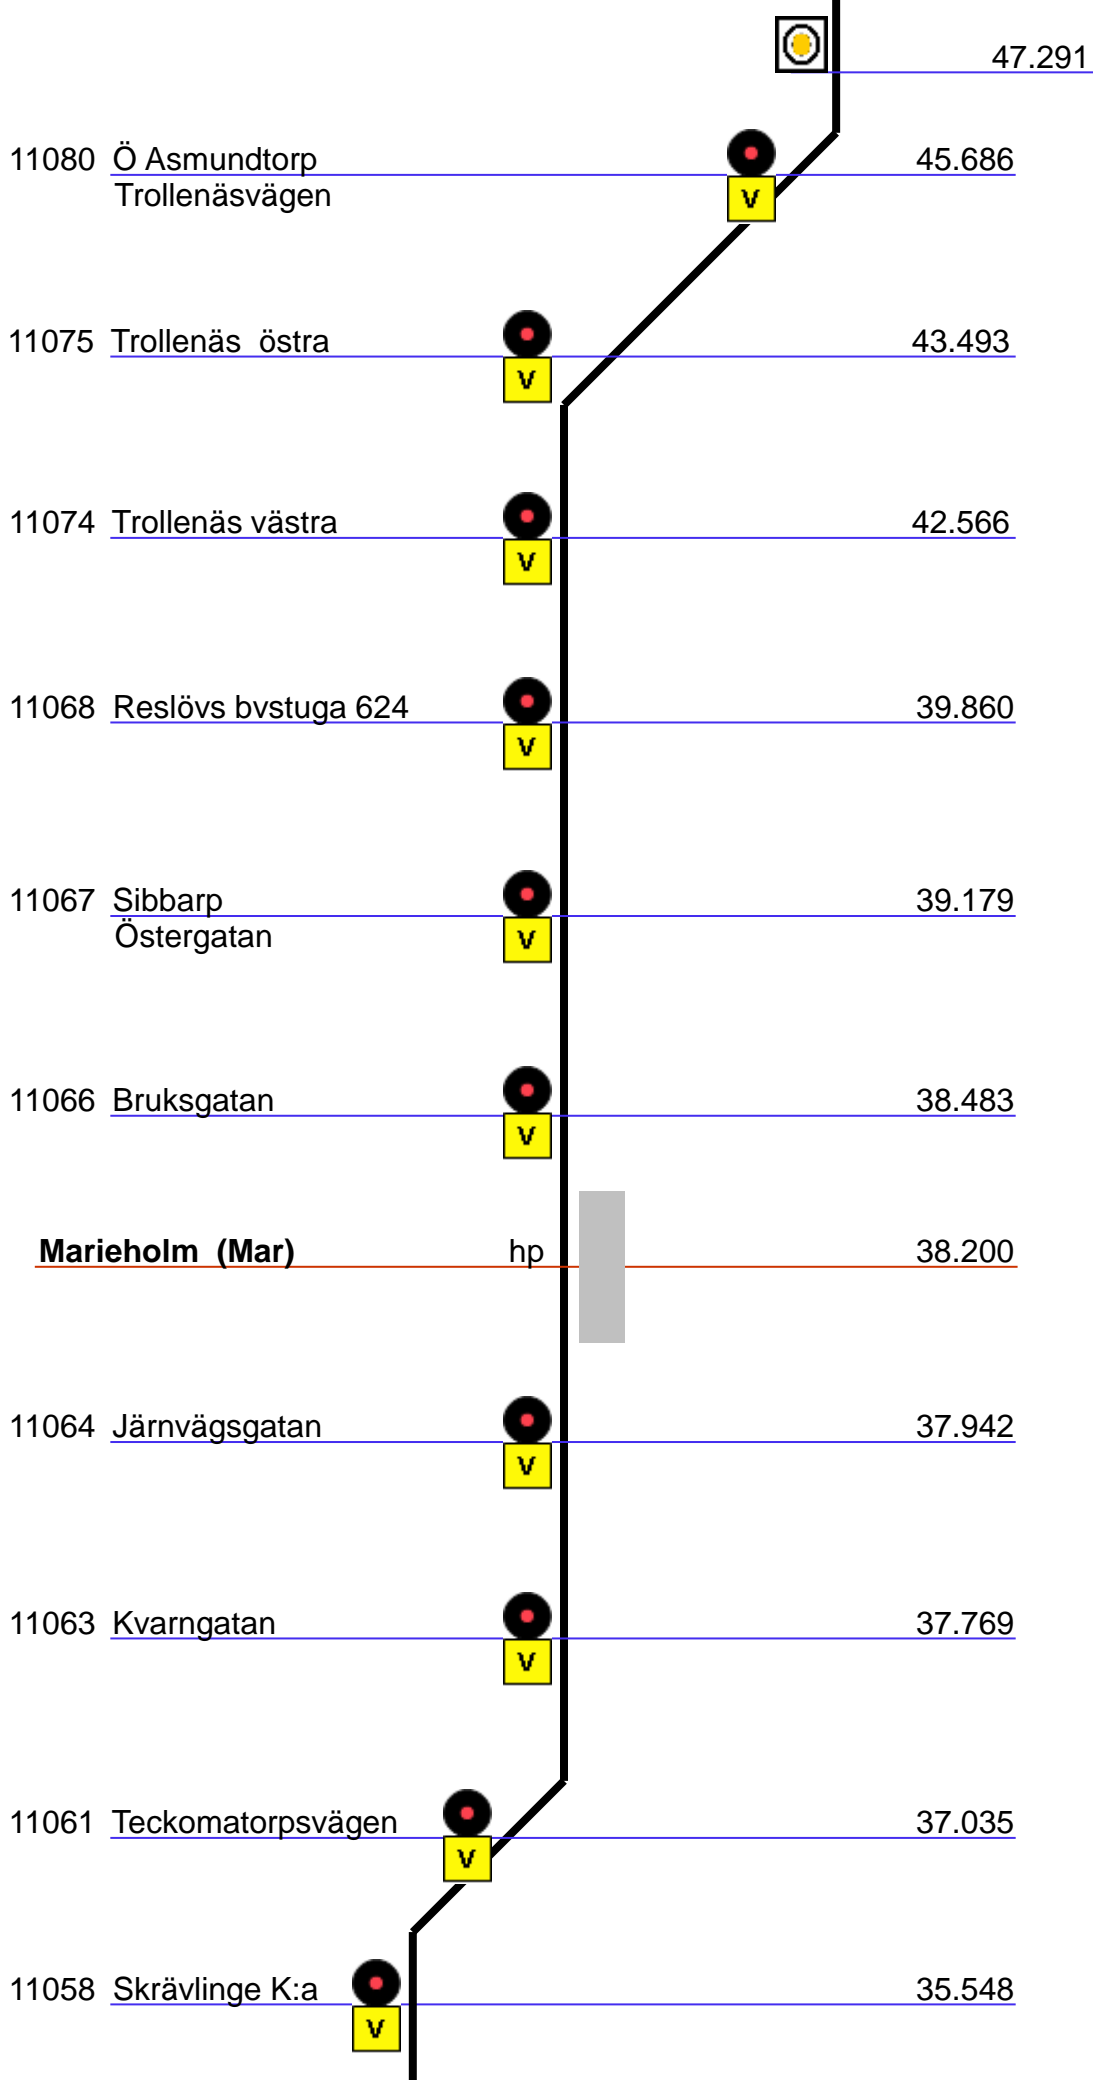 47.291
11080 Ö Asmundtorp 45.686
Trollenäsvägen
V
11075 Trollenäs östra 43.493
V
11074 Trollenäs västra 42.566
V
11068 Reslövs bvstuga 624 39.860
V
11067 Sibbarp 39.179
Östergatan
V
11066 Bruksgatan 38.483
V
Marieholm (Mar) hp 38.200
11064 Järnvägsgatan 37.942
V
11063 Kvarngatan 37.769
V
11061 Teckomatorpsvägen 37.035
V
11058 Skrävlinge K:a 35.548
V